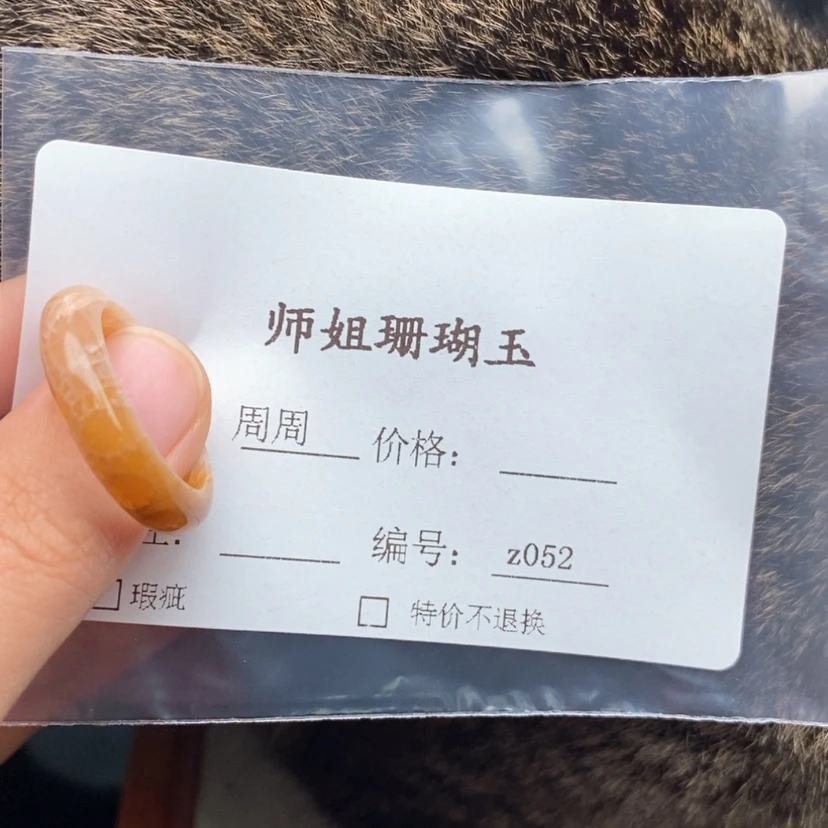 师姐珊瑚玉
周周 价格：
编号： z052
瑕疵 特价不退换